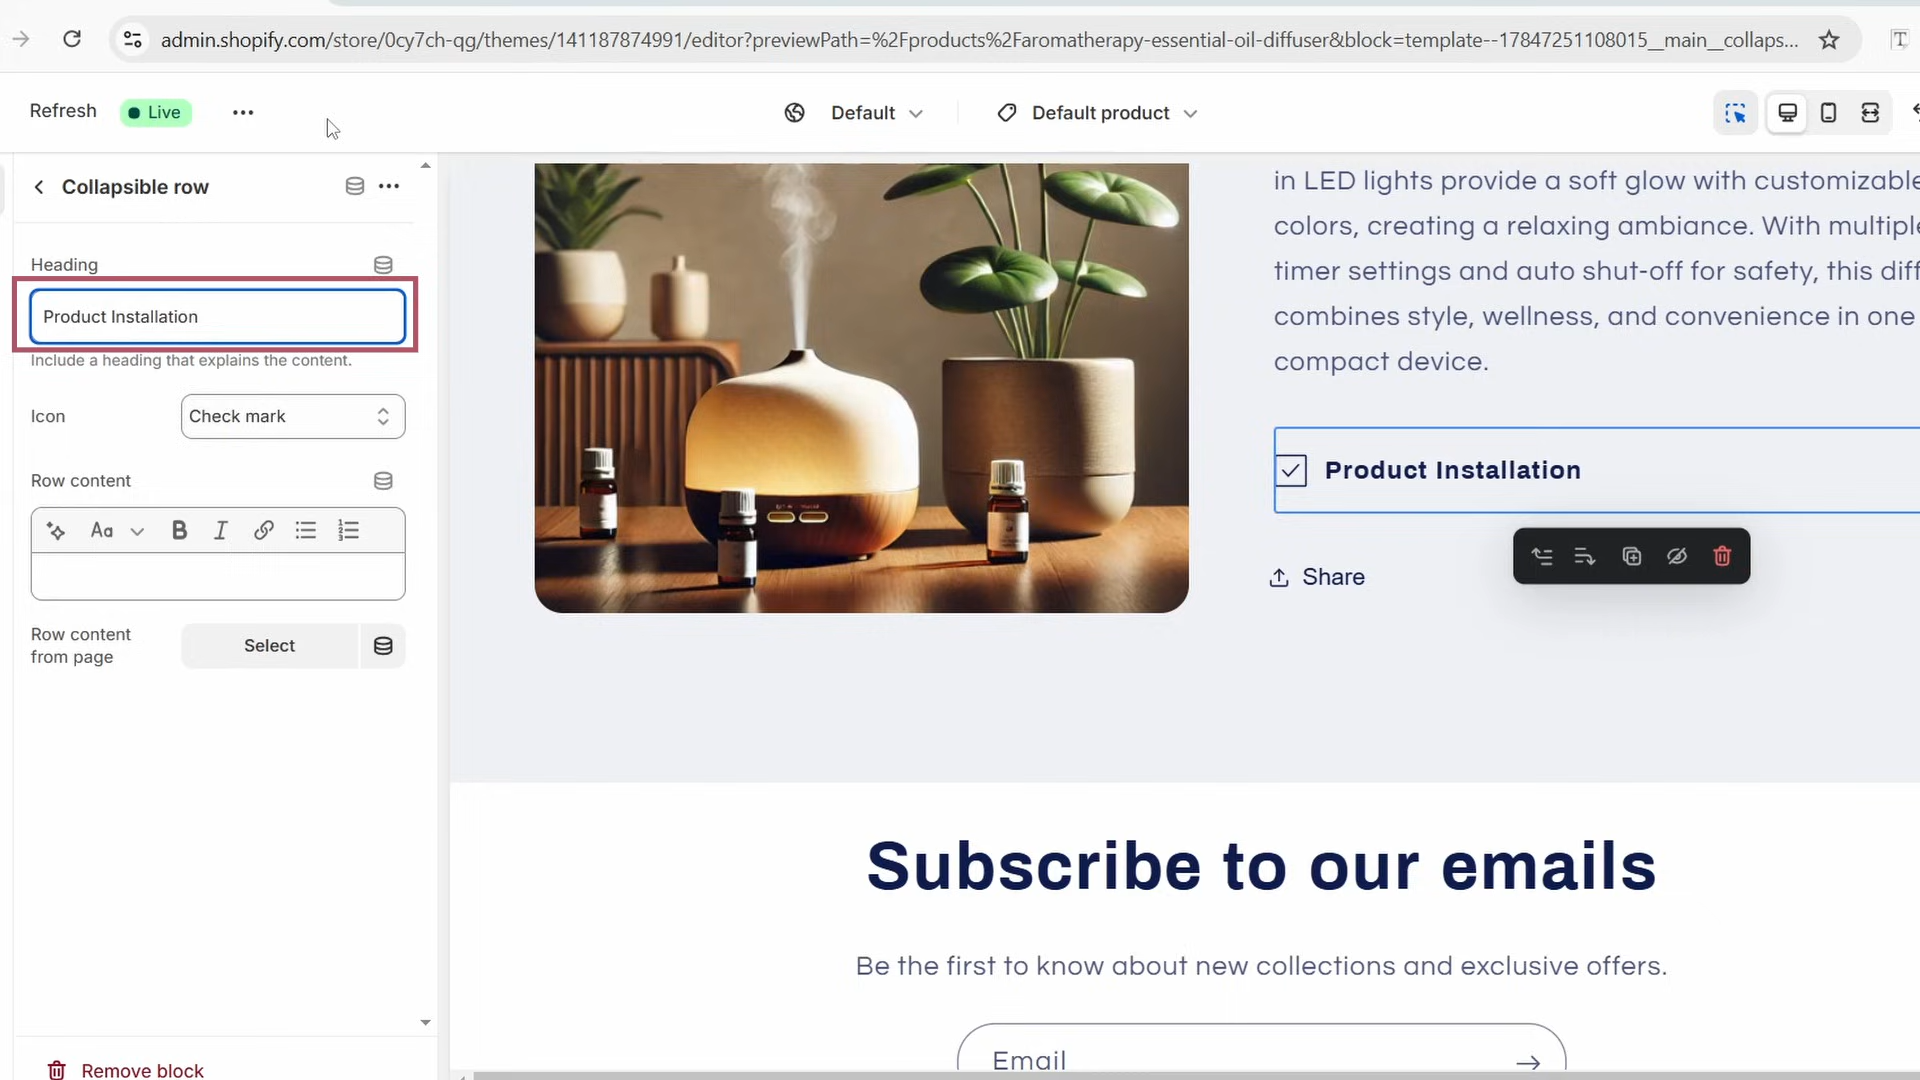 admin.shopify.com/store/0cy7ch-qg/themes/141187874991/editor?previewPath=%2Fproducts%2Faromatherapy-essential-oil-diffuser&block=template--17847251108015__main__collaps...
Refresh
Live
Default
Default product
Collapsible row
Heading
Product Installation
Include a heading that explains the content.
Icon
Check mark
Row content
Aa
B
I
Row content
from page
Select
Remove block
in LED lights provide a soft glow with customizable
colors, creating a relaxing ambiance. With multiple
timer settings and auto shut-off for safety, this diff
combines style, wellness, and convenience in one
compact device.
Product Installation
Share
Subscribe to our emails
Be the first to know about new collections and exclusive offers.
Email